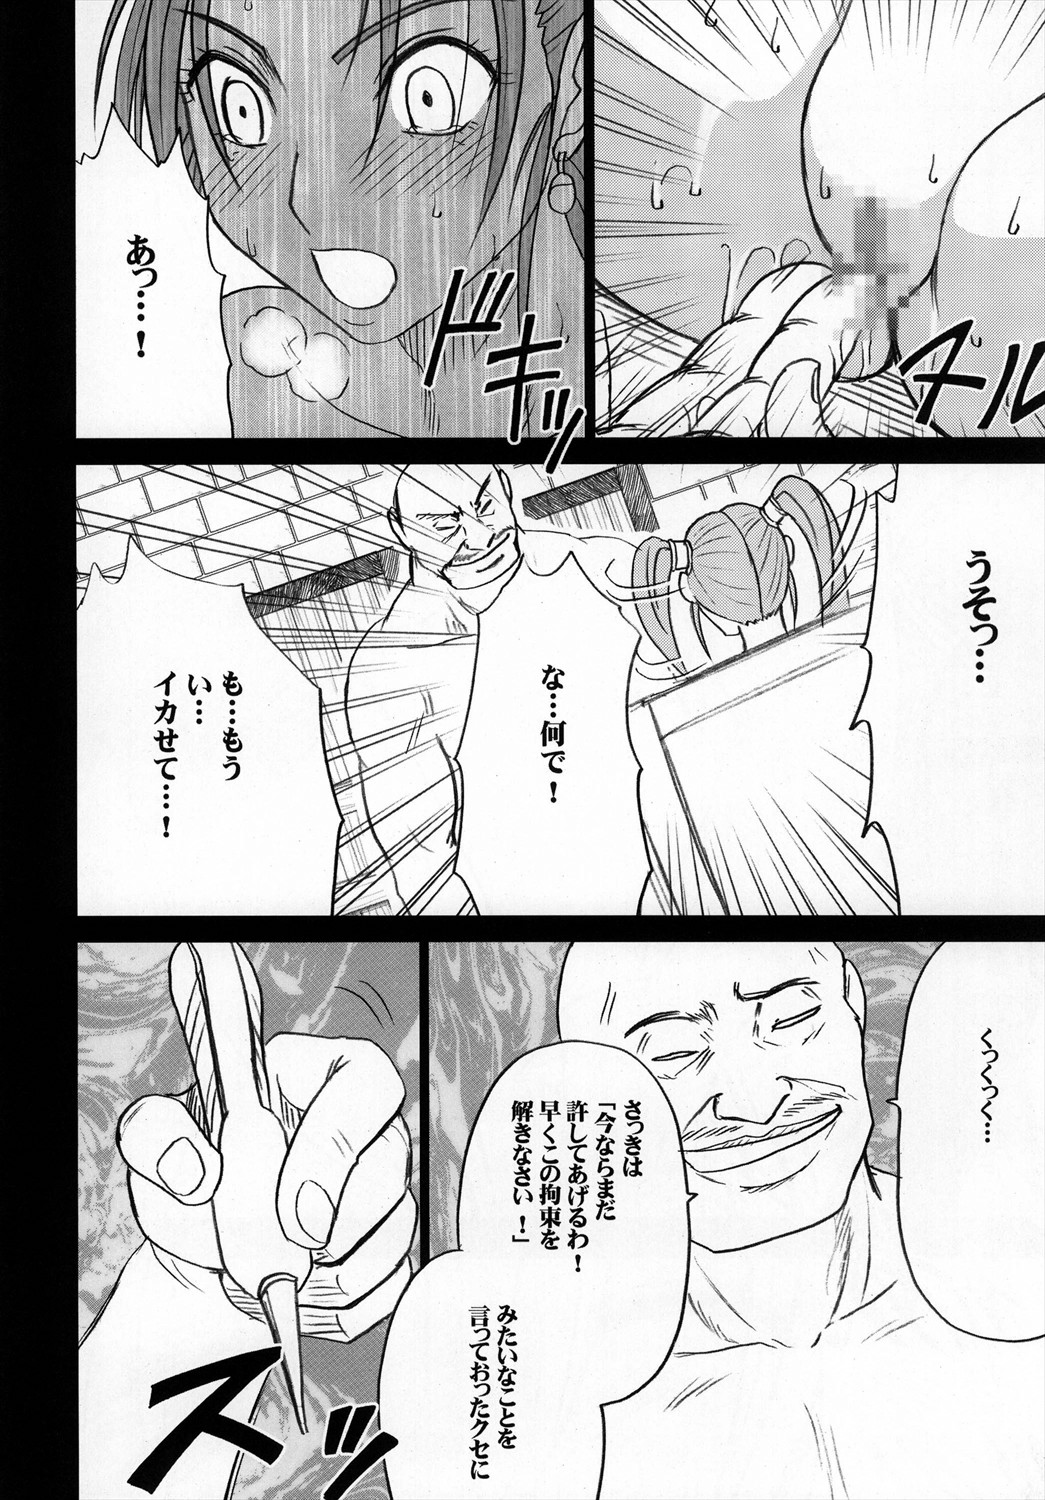 ヌル
ドキッ
あっ…！
うそっ…
な…何で！
も…もう
い…
イカせて…！
くっくっく…
さっきは
「今ならまだ
許してあげるわ！
早くこの拘束を
解きなさい！」
みたいなことを
言っておったクセに
スッ